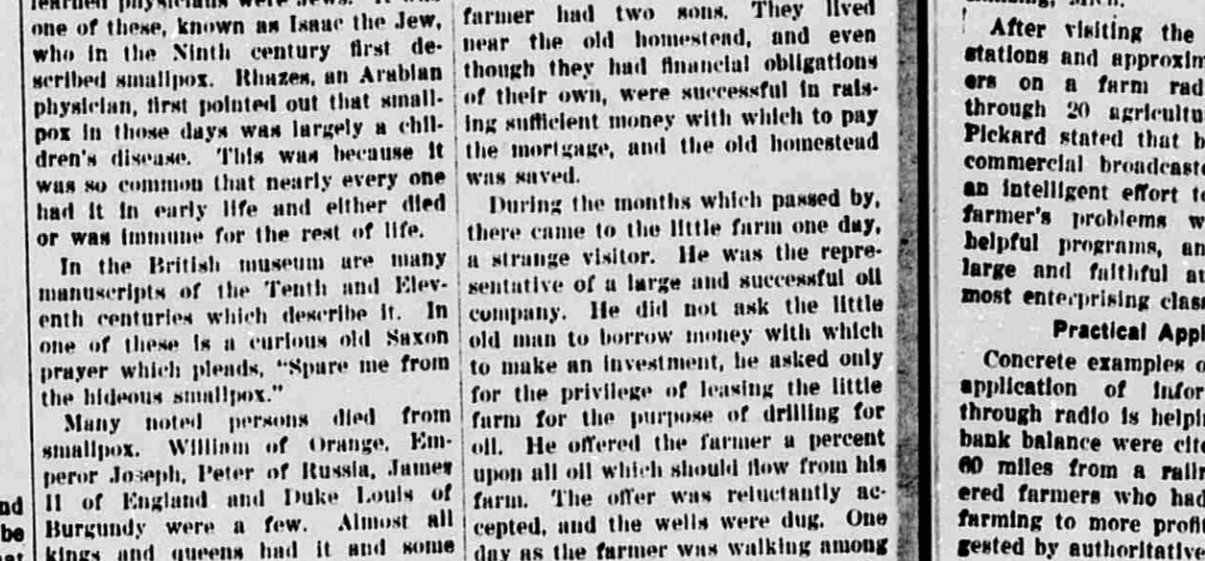 learned physicians were Jews. It was
one of these, known as Isaac the Jew,
who in the Ninth century first de-
scribed smallpox. Rhazes, an Arabian
physician, first pointed out that small-
pox in those days was largely a chil-
dren's disease. This was because it
was so common that nearly every one
had it in early life and either died
or was immune for the rest of life.
In the British museum are many
manuscripts of the Tenth and Elev-
enth centuries which describe it. In
one of these is a curious old Saxon
prayer which pleads, "Spare me from
the hideous smallpox."
Many noted persons died from
smallpox. William of Orange, Em-
peror Joseph, Peter of Russia, James
II of England and Duke Louis of
Burgundy were a few. Almost all
kings and queens had it and some
farmer had two sons. They lived
near the old homestead, and even
though they had financial obligations
of their own, were successful in rais-
ing sufficient money with which to pay
the mortgage, and the old homestead
was saved.
During the months which passed by,
there came to the little farm one day,
a strange visitor. He was the repre-
sentative of a large and successful oil
company. He did not ask the little
old man to borrow money with which
to make an investment, he asked only
for the privilege of leasing the little
farm for the purpose of drilling for
oil. He offered the farmer a percent
upon all oil which should flow from his
farm. The offer was reluctantly ac-
cepted, and the wells were dug. One
day as the farmer was walking among
After visiting the
stations and approxim
ers on a farm rad
through 20 agricultu
Pickard stated that b
commercial broadcaste
an intelligent effort to
farmer's problems w
helpful programs, an
large and faithful au
most enterprising class
Practical Appl
Concrete examples o
application of infor
through radio is helpin
bank balance were cite
60 miles from a railr
ered farmers who had
farming to more profit
gested by authoritative
nd
be